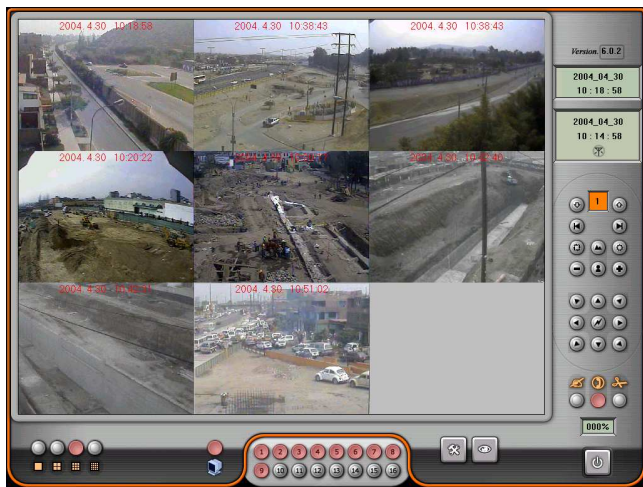 2004. 4.30 10:18:58
2004. 4.30 10:38:43
2004. 4.30 10:38:43
Version. 6.0.2
2004_04_30
10 : 18 : 58
2004_04_30
10 : 14 : 58
2004. 4.30 10:20:22
1
2004. 4.30 10:51:02
000%
1 2 3 4 5 6 7 8
9 10 11 12 13 14 15 16